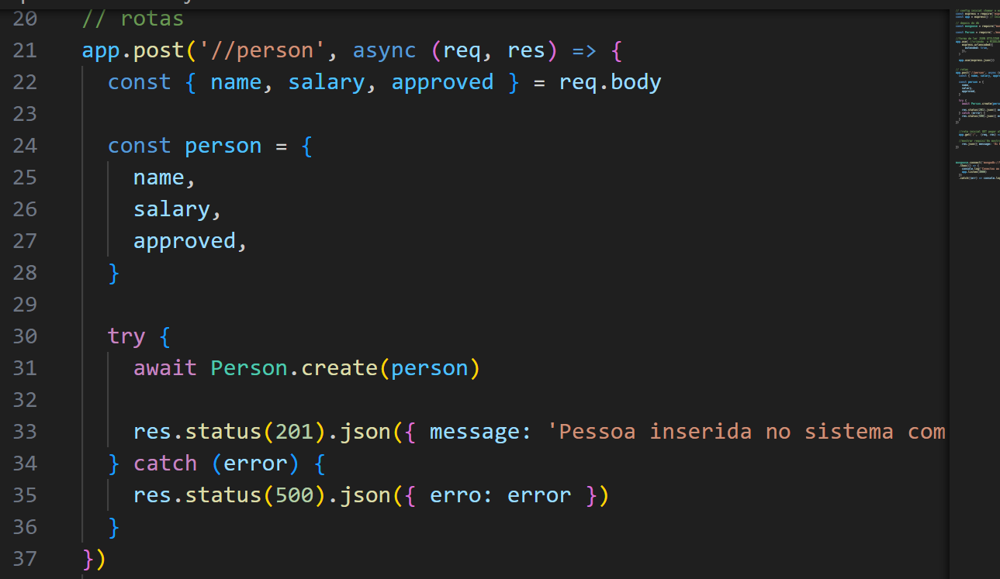 20 // rotas
21 app.post('//person', async (req, res) => {
22 const { name, salary, approved } = req.body
23
24 const person = {
25 name,
26 salary,
27 approved,
28 }
29
30 try {
31 await Person.create(person)
32
33 res.status(201).json({ message: 'Pessoa inserida no sistema com
34 } catch (error) {
35 res.status(500).json({ erro: error })
36 }
37 })